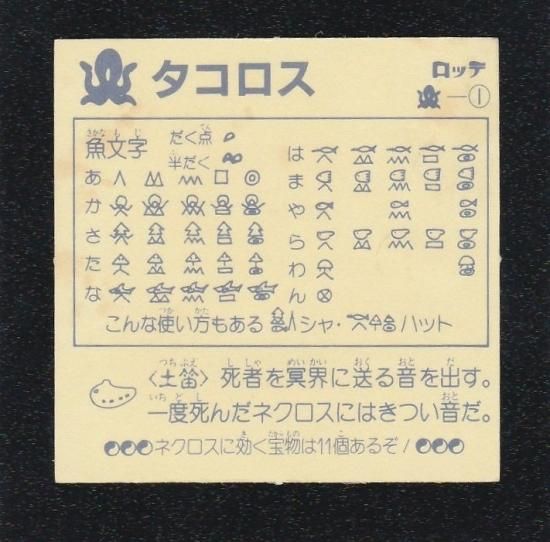 タコロス
ロッテ
―①
魚文字 だく点
半だく
あ
か
さ
た
な
は
ま
や
ら
わ
ん
こんな使い方もある シャ・ハット
〈土笛〉死者を冥界に送る音を出す。
一度死んだネクロスにはきつい音だ。
ネクロスに効く宝物は11個あるぞ!